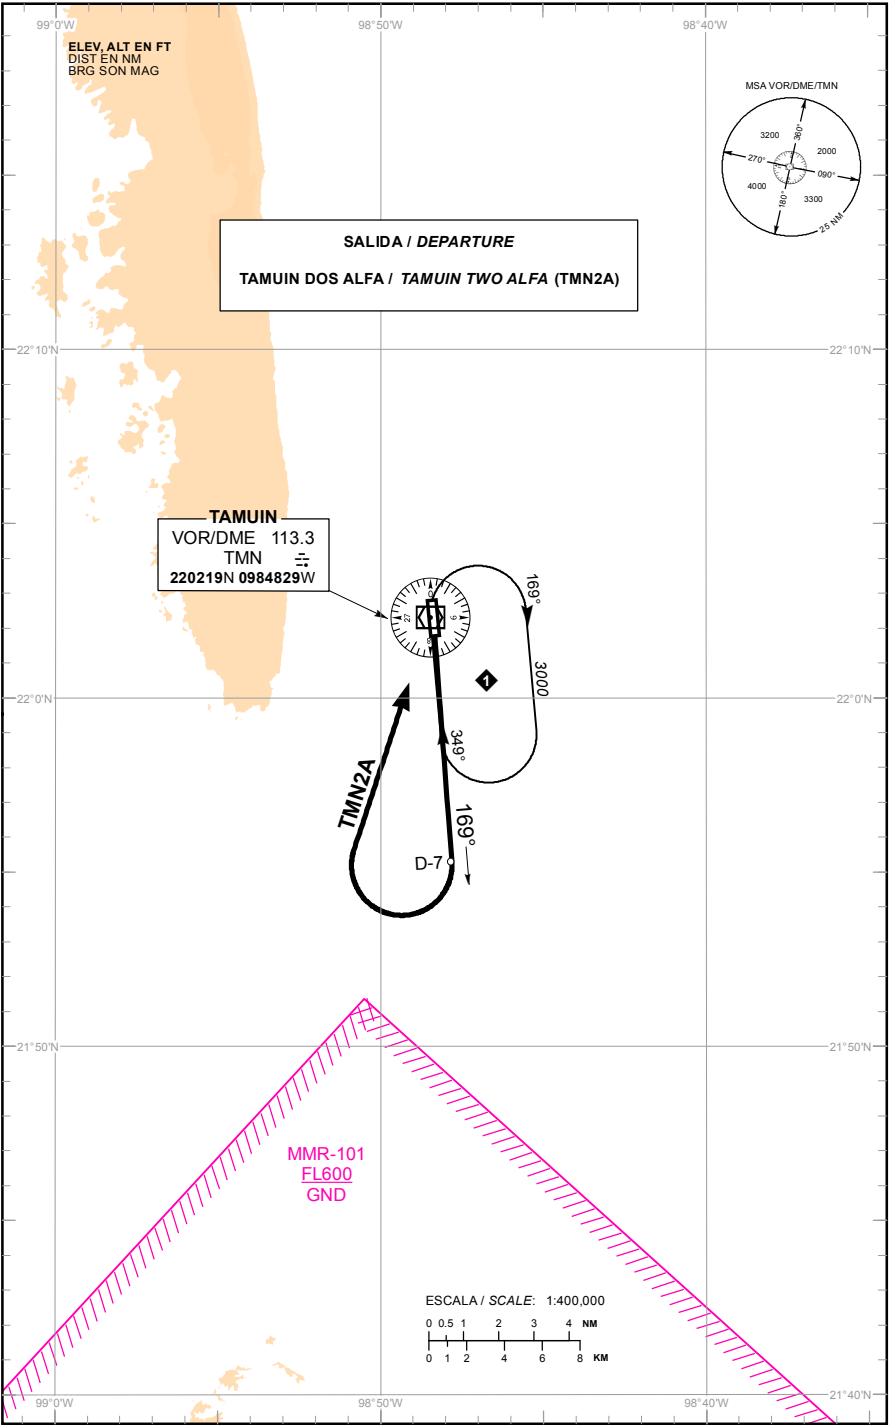 99°0'W 98°50'W 98°40'W
ELEV, ALT EN FT
DIST EN NM
BRG SON MAG
MSA VOR/DME/TMN
3200
360°
2000
270°
090°
4000
180°
3300
25 NM
SALIDA / DEPARTURE
TAMUIN DOS ALFA / TAMUIN TWO ALFA (TMN2A)
22°10'N 22°10'N
TAMUIN
VOR/DME 113.3
TMN
220219N 0984829W
0
9
27
169°
3000
1
22°0'N 22°0'N
349°
TMN2A
169°
D-7
21°50'N 21°50'N
MMR-101
FL600
GND
ESCALA / SCALE: 1:400,000
0 0.5 1 2 3 4 NM
0 1 2 4 6 8 KM
21°40'N
99°0'W 98°50'W 98°40'W